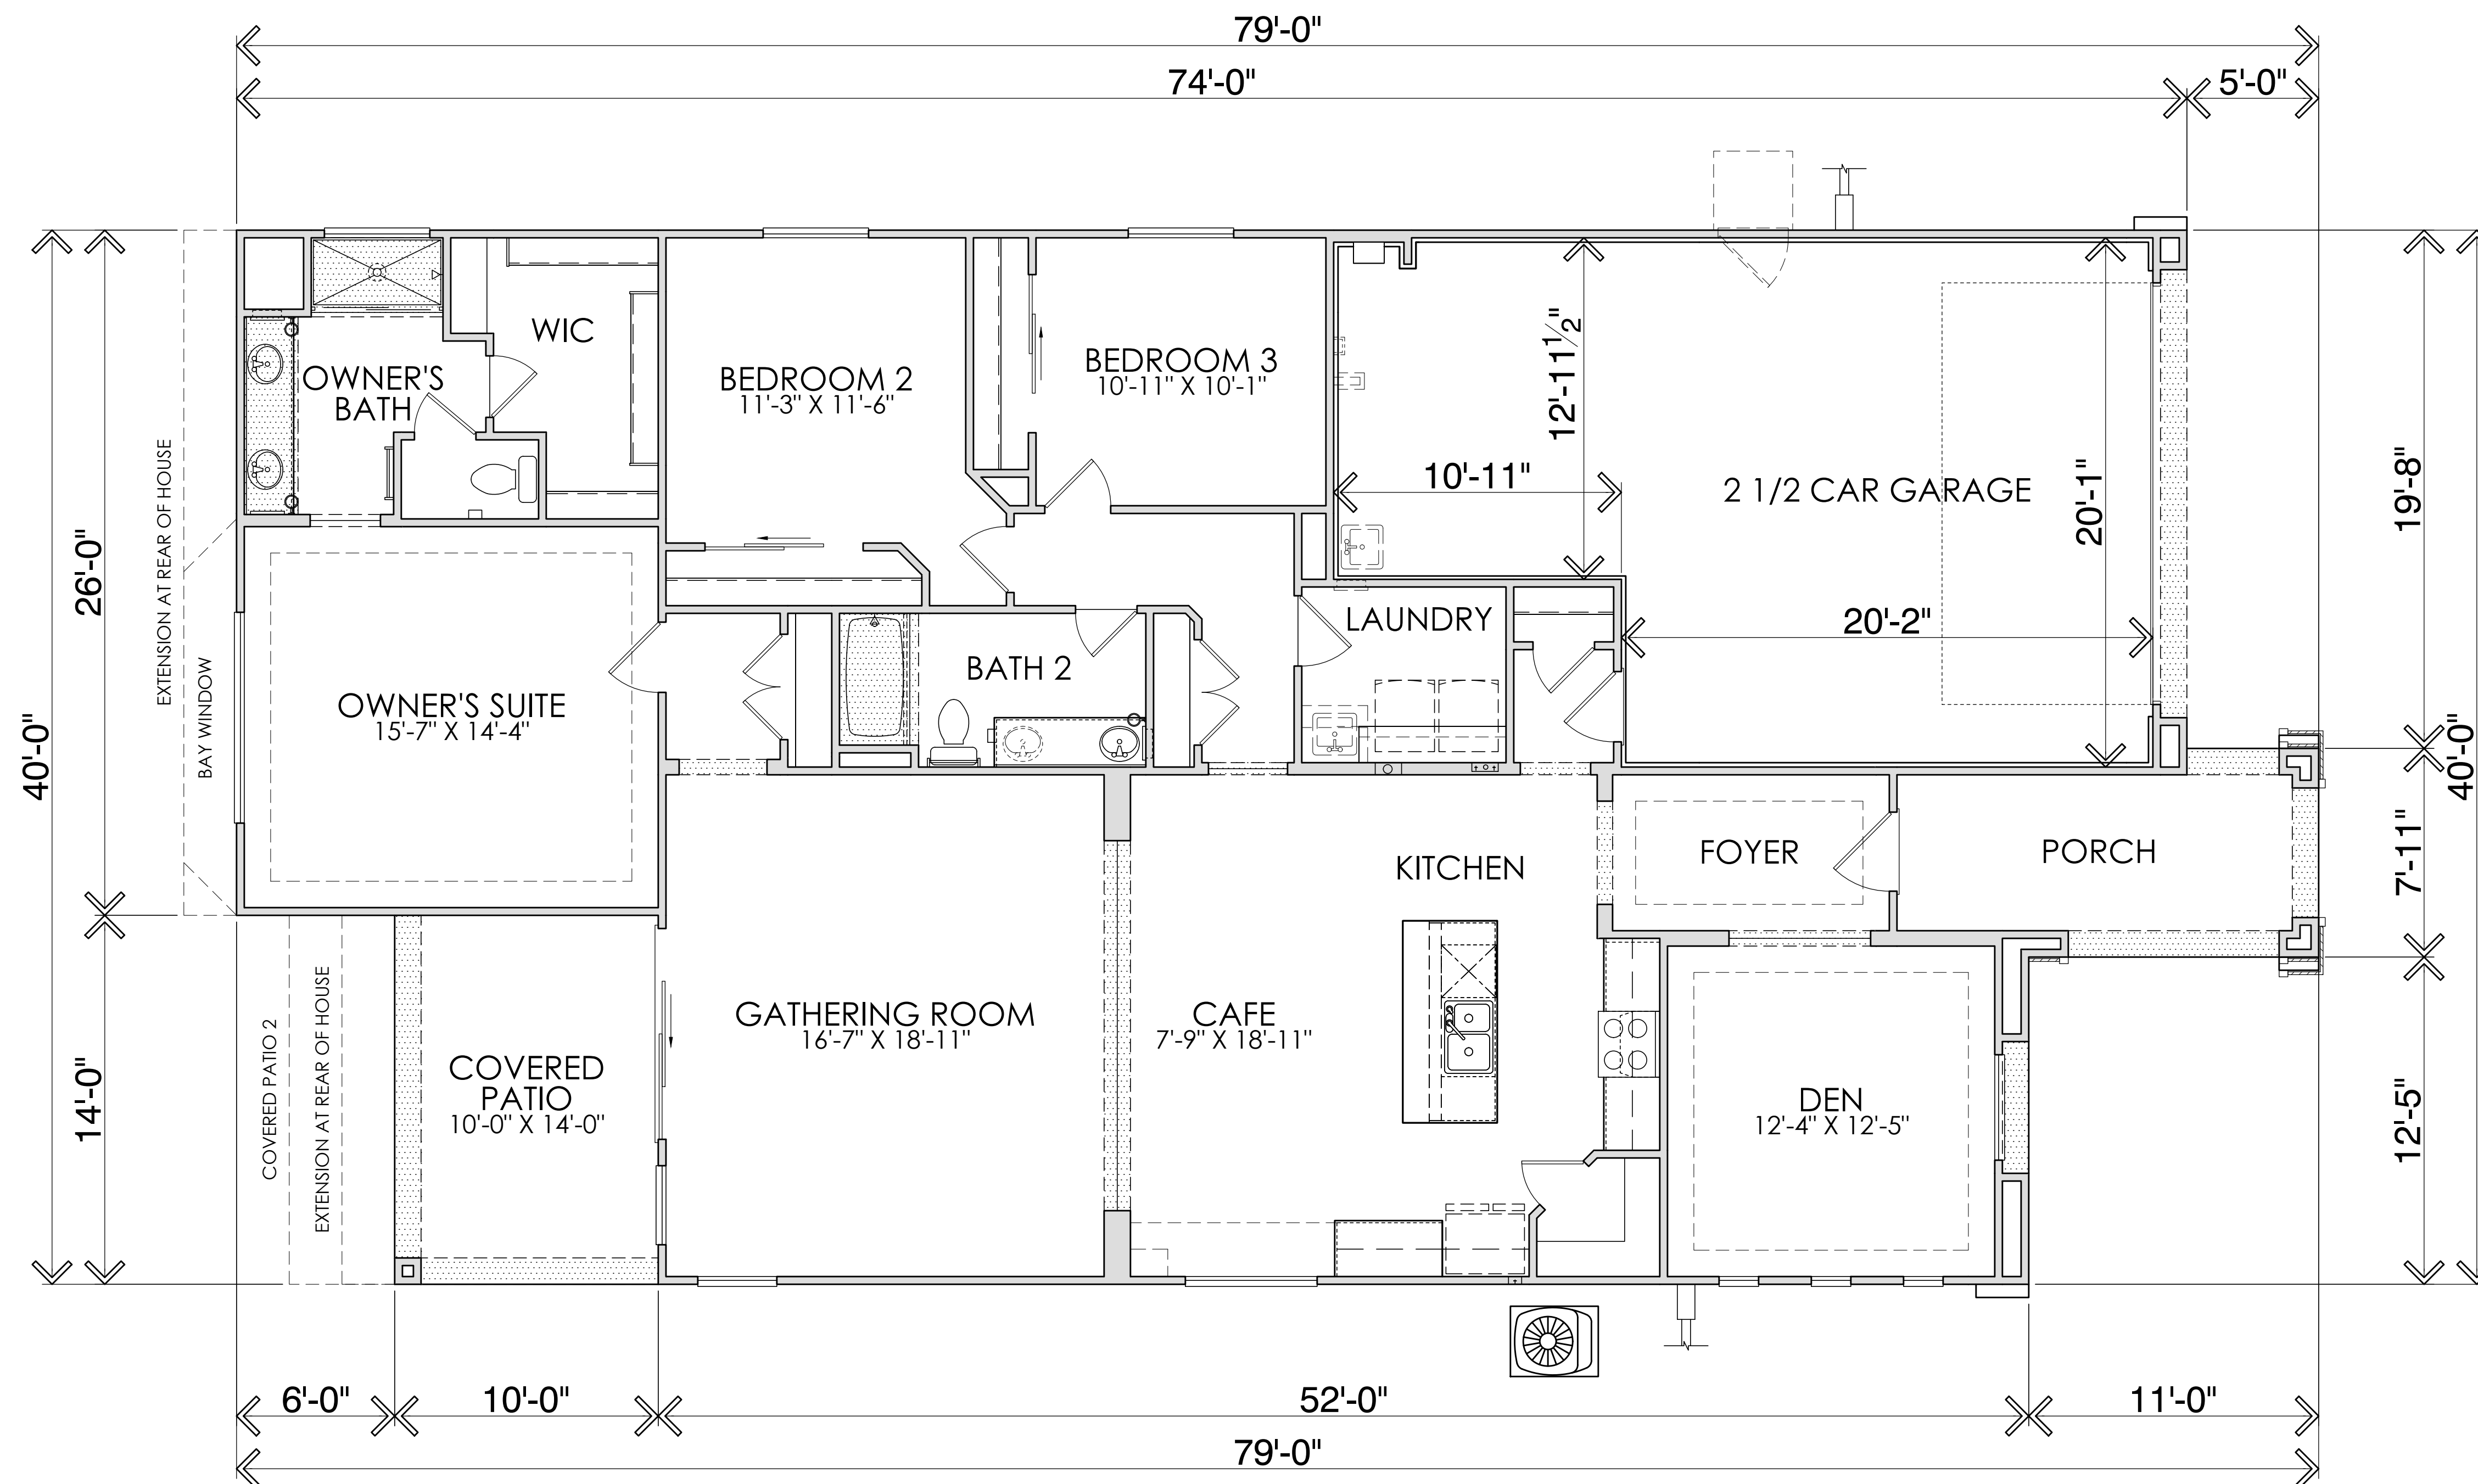 79'-0"
74'-0"
5'-0"
40'-0"
26'-0"
14'-0"
EXTENSION AT REAR OF HOUSE
BAY WINDOW
COVERED PATIO 2
EXTENSION AT REAR OF HOUSE
OWNER'S
BATH
WIC
BEDROOM 2
11'-3" X 11'-6"
BEDROOM 3
10'-11" X 10'-1"
12'-11 1/2"
10'-11"
2 1/2 CAR GARAGE
20'-1"
20'-2"
19'-8"
40'-0"
7'-11"
12'-5"
OWNER'S SUITE
15'-7" X 14'-4"
BATH 2
LAUNDRY
KITCHEN
FOYER
PORCH
GATHERING ROOM
16'-7" X 18'-11"
CAFE
7'-9" X 18'-11"
COVERED
PATIO
10'-0" X 14'-0"
DEN
12'-4" X 12'-5"
6'-0"
10'-0"
52'-0"
11'-0"
79'-0"